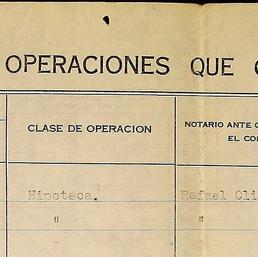 OPERACIONES QUE
CLASE DE OPERACION
NOTARIO ANTE
EL
Hipoteca.
Rafael
"
"